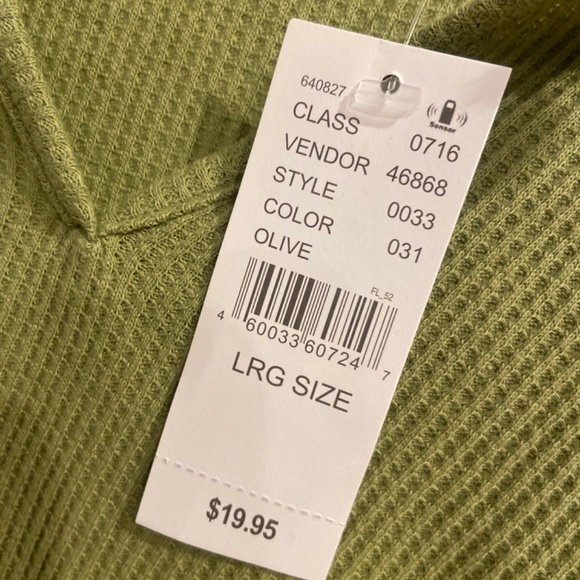 640827
Sensor
CLASS 0716
VENDOR 46868
STYLE 0033
COLOR 031
OLIVE
FL_52
4 60033 60724 7
LRG SIZE
$19.95